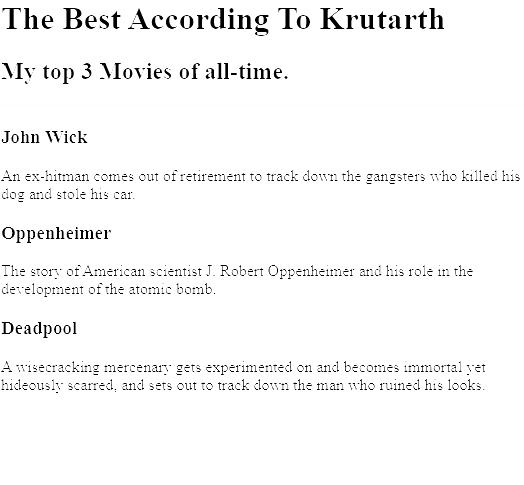 The Best According To Krutarth
My top 3 Movies of all-time.
John Wick
An ex-hitman comes out of retirement to track down the gangsters who killed his
dog and stole his car.
Oppenheimer
The story of American scientist J. Robert Oppenheimer and his role in the
development of the atomic bomb.
Deadpool
A wisecracking mercenary gets experimented on and becomes immortal yet
hideously scarred, and sets out to track down the man who ruined his looks.